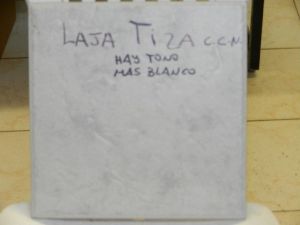 LAJA TIZA C.C.N.
HAY TONO
MAS BLANCO